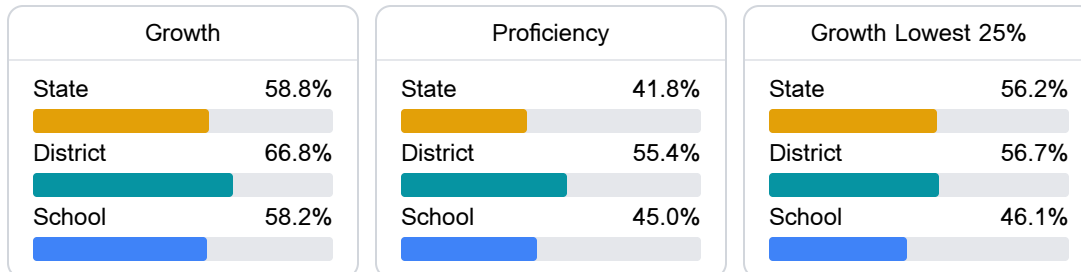 Growth
State 58.8%
District 66.8%
School 58.2%
Proficiency
State 41.8%
District 55.4%
School 45.0%
Growth Lowest 25%
State 56.2%
District 56.7%
School 46.1%